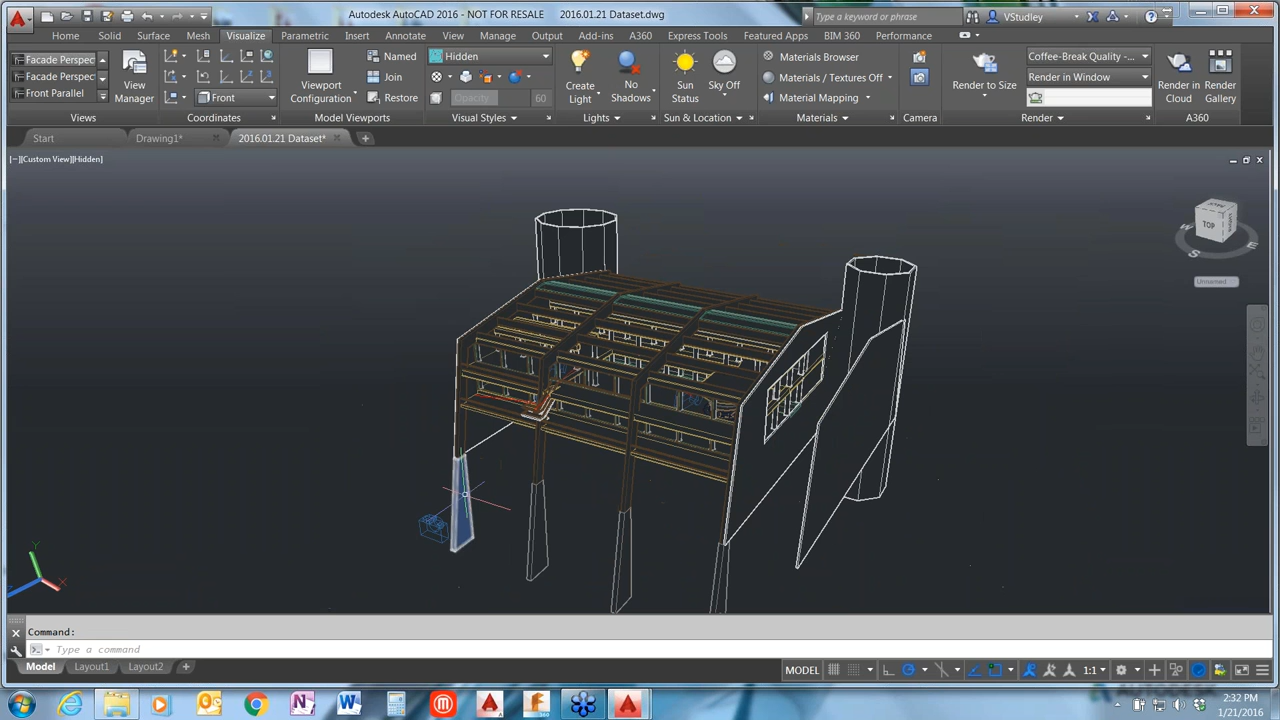 Autodesk AutoCAD 2016 - NOT FOR RESALE 2016.01.21 Dataset.dwg
Type a keyword or phrase
VStudley
Home Solid Surface Mesh Visualize Parametric Insert Annotate View Manage Output Add-ins A360 Express Tools Featured Apps BIM 360 Performance
Facade Perspec
Facade Perspec
Front Parallel
View
Manager
Front
Viewport
Configuration
Named
Join
Restore
Hidden
Opacity 60
Create
Light
No
Shadows
Sun
Status
Sky Off
Materials Browser
Materials / Textures Off
Material Mapping
Render to Size
Coffee-Break Quality
Render in Window
Render in
Cloud
Render
Gallery
Views Coordinates Model Viewports Visual Styles Lights Sun & Location Materials Camera Render A360
Start Drawing1* 2016.01.21 Dataset*
[−][Custom View][Hidden]
TOP
W
S
E
Unnamed
Y
X
Command:
Type a command
Model Layout1 Layout2
MODEL
1:1
2:32 PM
1/21/2016